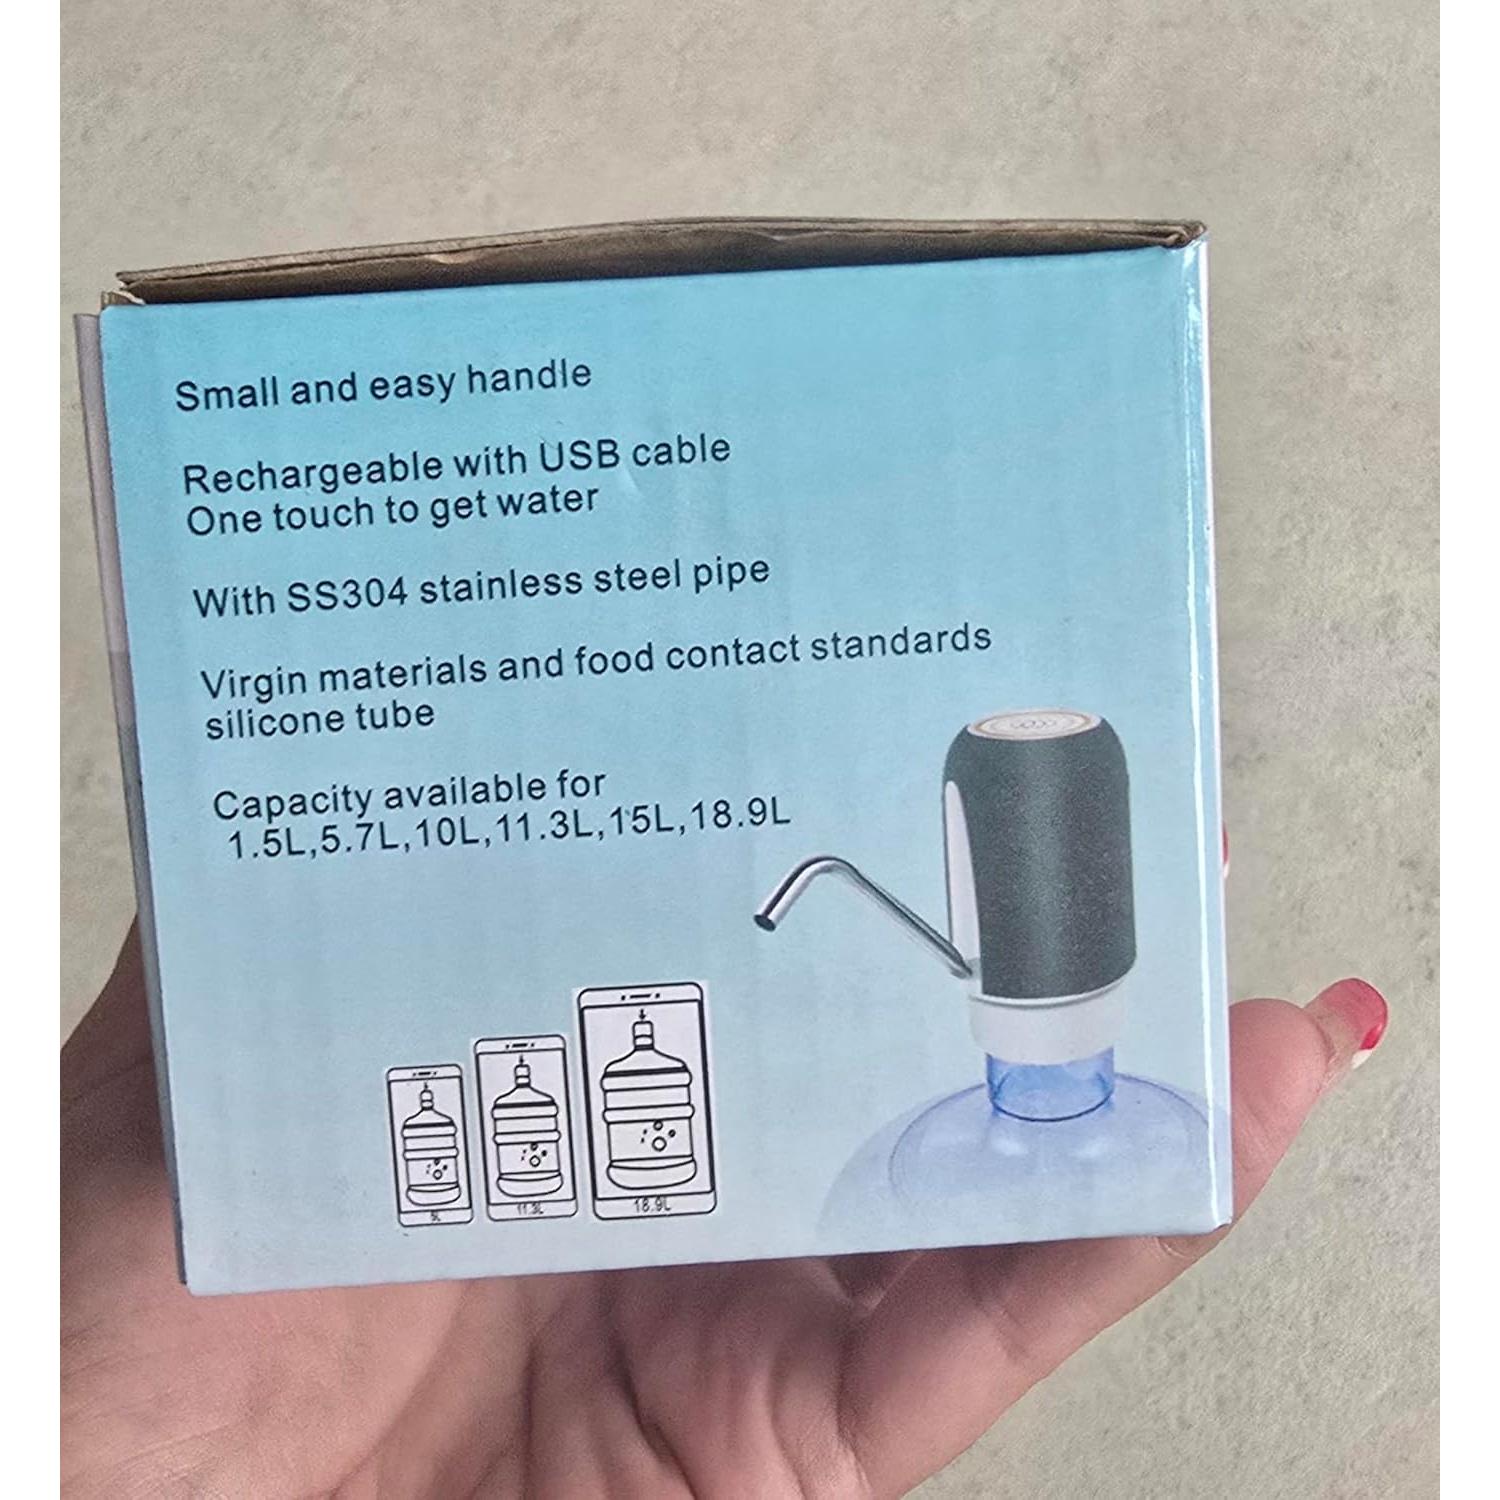 Small and easy handle
Rechargeable with USB cable
One touch to get water
With SS304 stainless steel pipe
Virgin materials and food contact standards
silicone tube
Capacity available for
1.5L,5.7L,10L,11.3L,15L,18.9L
5L
11.3L
18.9L